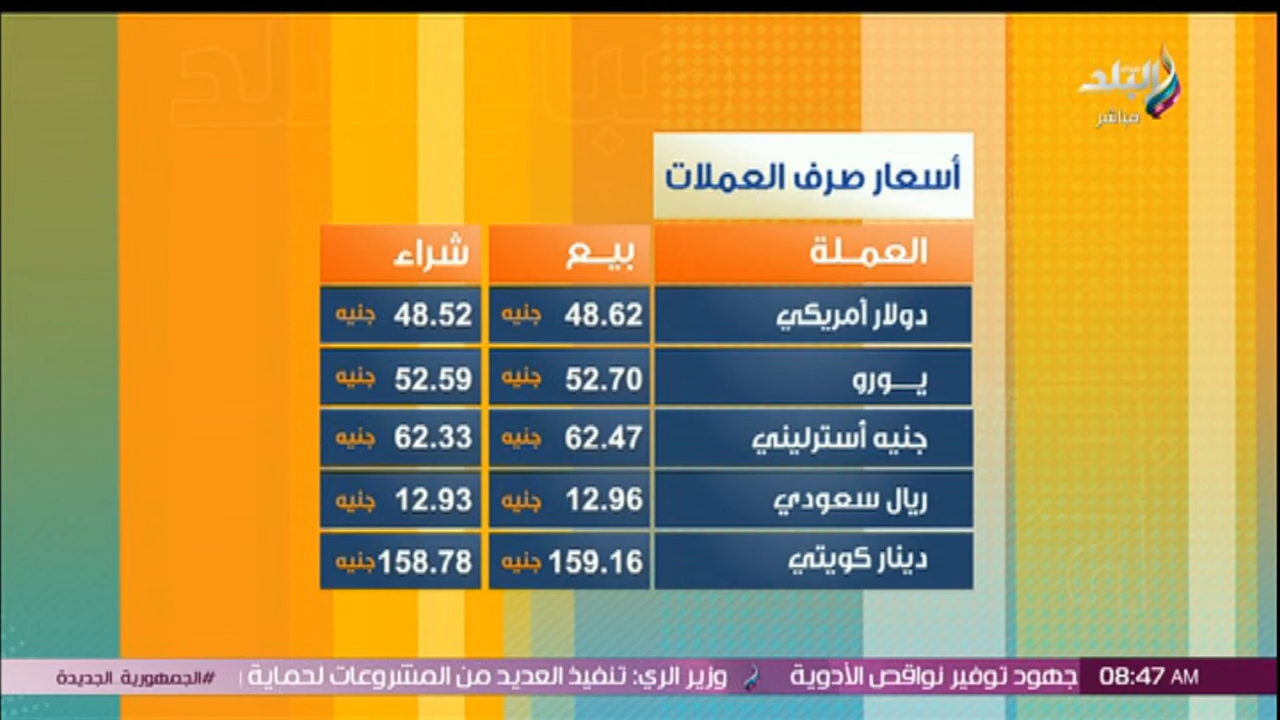 صدى البلد
مباشر
أسعار صرف العملات
العملة بيع شراء
دولار أمريكي 48.62 جنيه 48.52 جنيه
يورو 52.70 جنيه 52.59 جنيه
جنيه أسترليني 62.47 جنيه 62.33 جنيه
ريال سعودي 12.96 جنيه 12.93 جنيه
دينار كويتي 159.16 جنيه 158.78 جنيه
08:47 AM جهود توفير نواقص الأدوية وزير الري: تنفيذ العديد من المشروعات لحماية #الجمهورية الجديدة